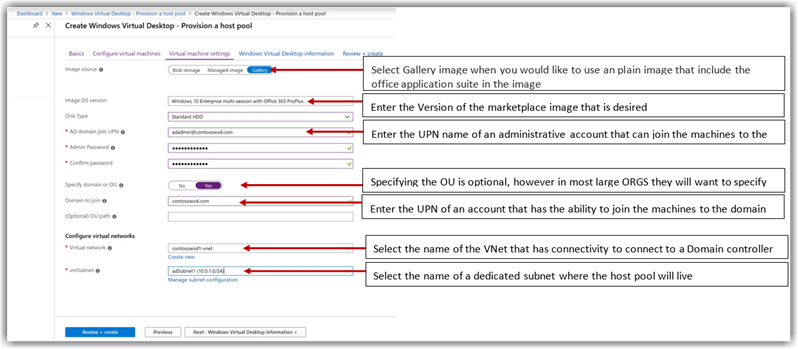 Dashboard > New > Windows Virtual Desktop - Provision a host pool > Create Windows Virtual Desktop - Provision a host pool
Create Windows Virtual Desktop - Provision a host pool
Basics Configure virtual machines Virtual machine settings Windows Virtual Desktop information Review + create
Image source Blob storage Managed image Gallery
Select Gallery image when you would like to use an plain image that include the
office application suite in the image
Image OS version Windows 10 Enterprise multi-session with Office 365 ProPlus
Enter the Version of the marketplace image that is desired
Disk Type Standard HDD
* AD domain join UPN adadmn@contosowvd.com
Enter the UPN name of an administrative account that can join the machines to the
* Admin Password ••••••••••••
* Confirm password ••••••••••••
Specify domain or OU No Yes
Specifying the OU is optional, however in most large ORGS they will want to specify
* Domain to join contosowvd.com
Enter the UPN of an account that has the ability to join the machines to the domain
(Optional) OU path
Configure virtual networks
* Virtual network contosowvd1-vnet
Select the name of the VNet that has connectivity to connect to a Domain controller
Create new
* vmSubnet adSubnet1 (10.0.1.0/24)
Select the name of a dedicated subnet where the host pool will live
Manage subnet configuration
Review + create Previous Next : Windows Virtual Desktop information >